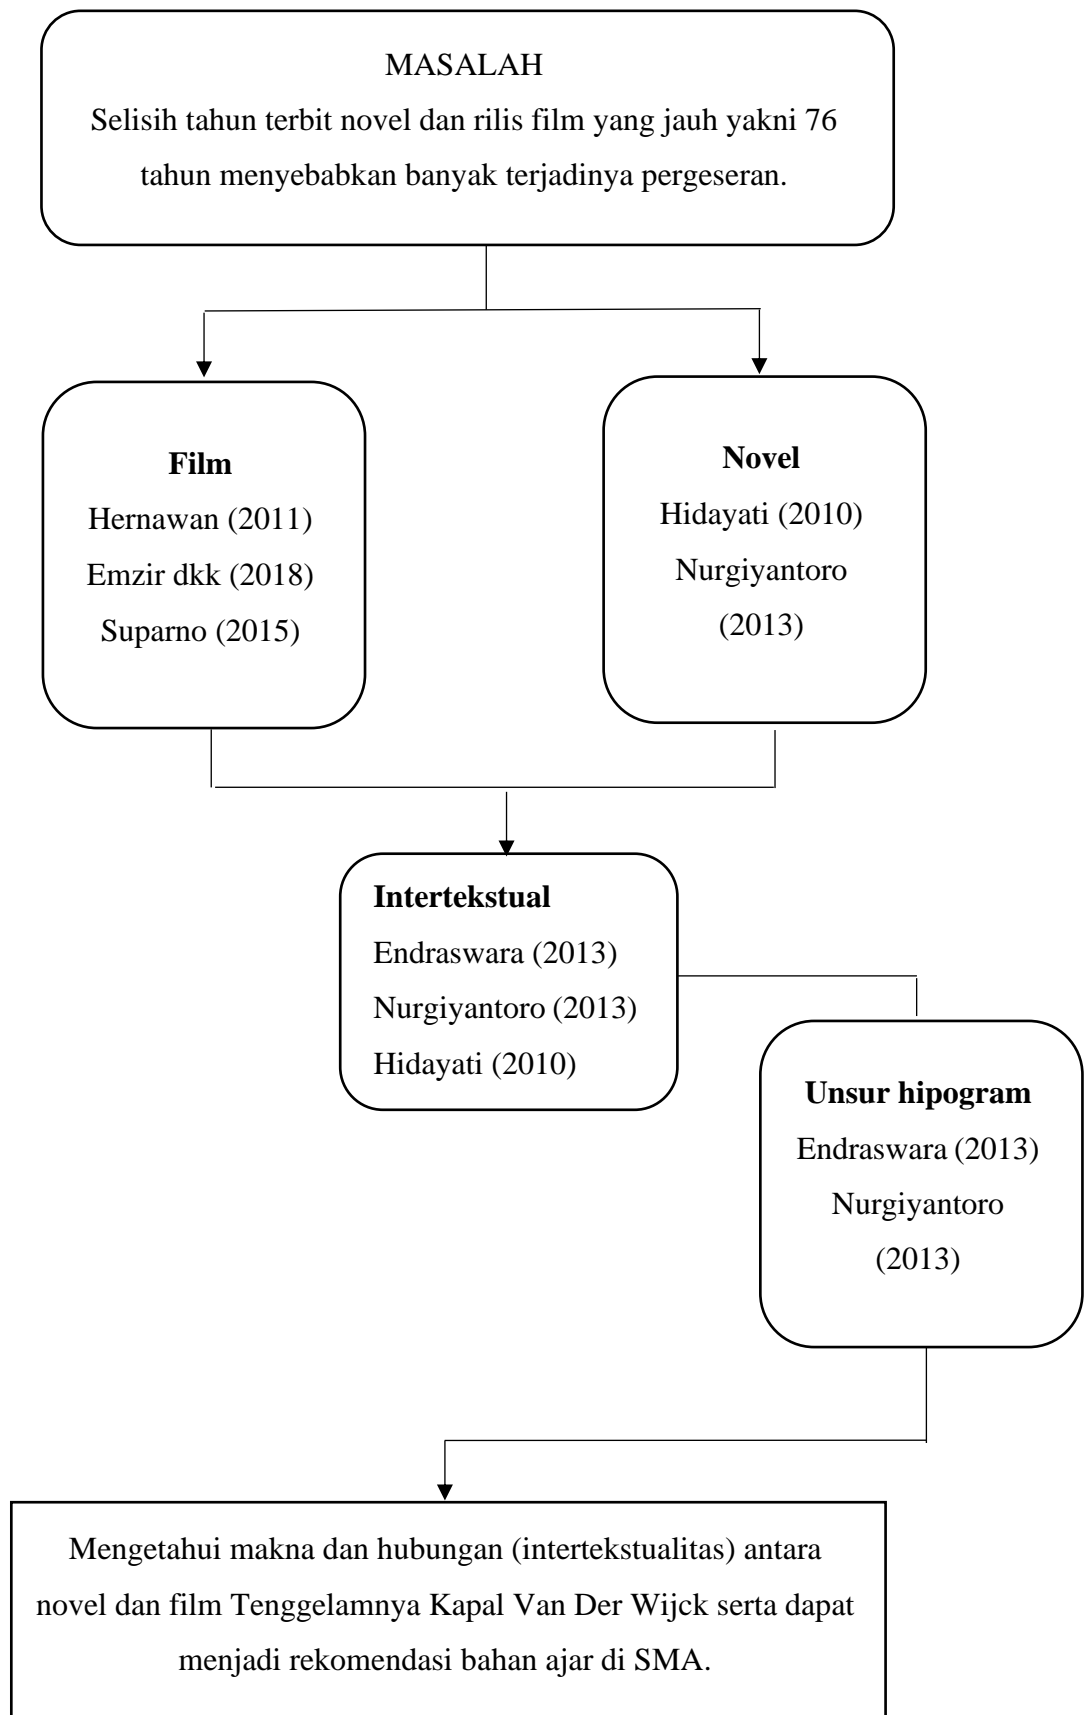 MASALAH
Selisih tahun terbit novel dan rilis film yang jauh yakni 76
tahun menyebabkan banyak terjadinya pergeseran.
Film
Hernawan (2011)
Emzir dkk (2018)
Suparno (2015)
Novel
Hidayati (2010)
Nurgiyantoro
(2013)
Intertekstual
Endraswara (2013)
Nurgiyantoro (2013)
Hidayati (2010)
Unsur hipogram
Endraswara (2013)
Nurgiyantoro
(2013)
Mengetahui makna dan hubungan (intertekstualitas) antara
novel dan film Tenggelamnya Kapal Van Der Wijck serta dapat
menjadi rekomendasi bahan ajar di SMA.